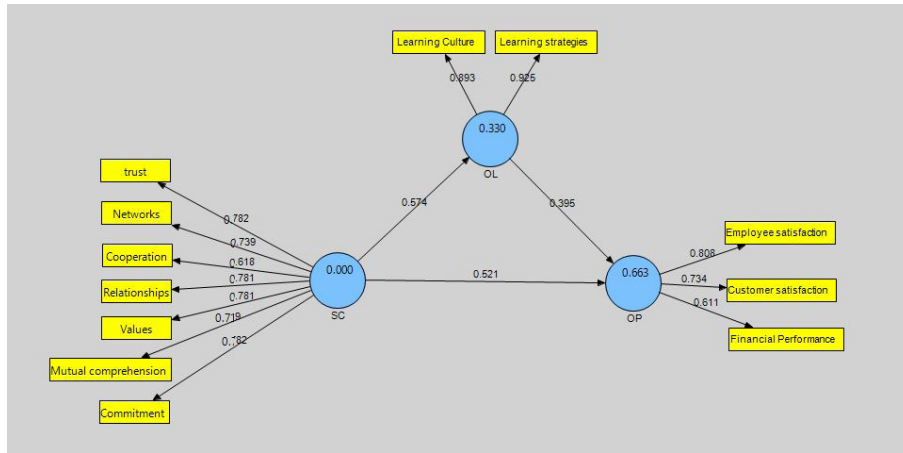 Learning Culture
Learning strategies
0.893
0.925
0.330
OL
trust
Networks
Cooperation
Relationships
Values
Mutual comprehension
Commitment
0.782
0.739
0.618
0.781
0.781
0.719
0.782
0.000
SC
0.574
0.395
0.521
0.663
OP
0.808
0.734
0.611
Employee satisfaction
Customer satisfaction
Financial Performance